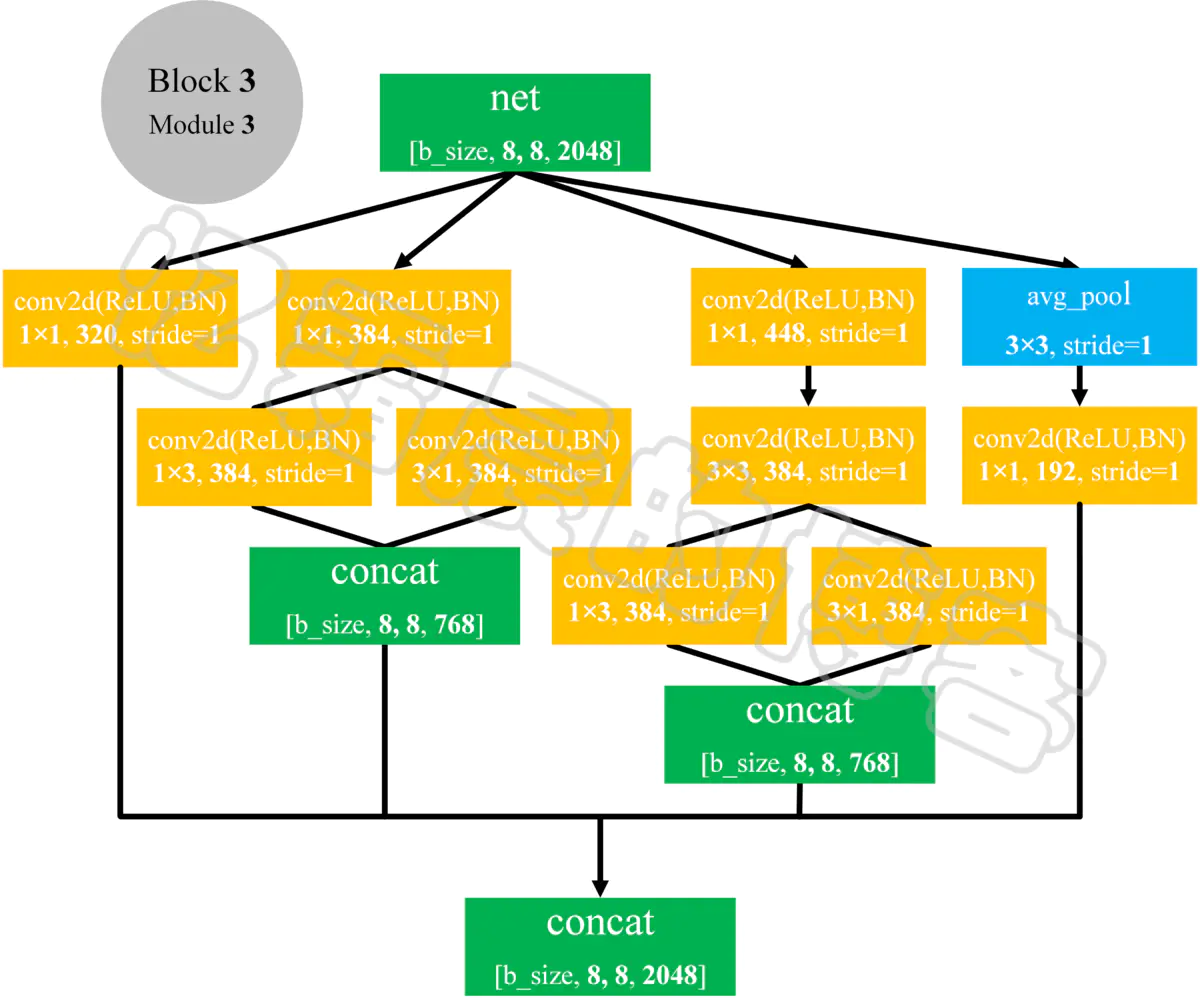 Block 3
Module 3
net
[b_size, 8, 8, 2048]
conv2d(ReLU,BN)
1×1, 320, stride=1
conv2d(ReLU,BN)
1×1, 384, stride=1
conv2d(ReLU,BN)
1×1, 448, stride=1
avg_pool
3×3, stride=1
conv2d(ReLU,BN)
1×3, 384, stride=1
conv2d(ReLU,BN)
3×1, 384, stride=1
conv2d(ReLU,BN)
3×3, 384, stride=1
conv2d(ReLU,BN)
1×1, 192, stride=1
concat
[b_size, 8, 8, 768]
conv2d(ReLU,BN)
1×3, 384, stride=1
conv2d(ReLU,BN)
3×1, 384, stride=1
concat
[b_size, 8, 8, 768]
concat
[b_size, 8, 8, 2048]